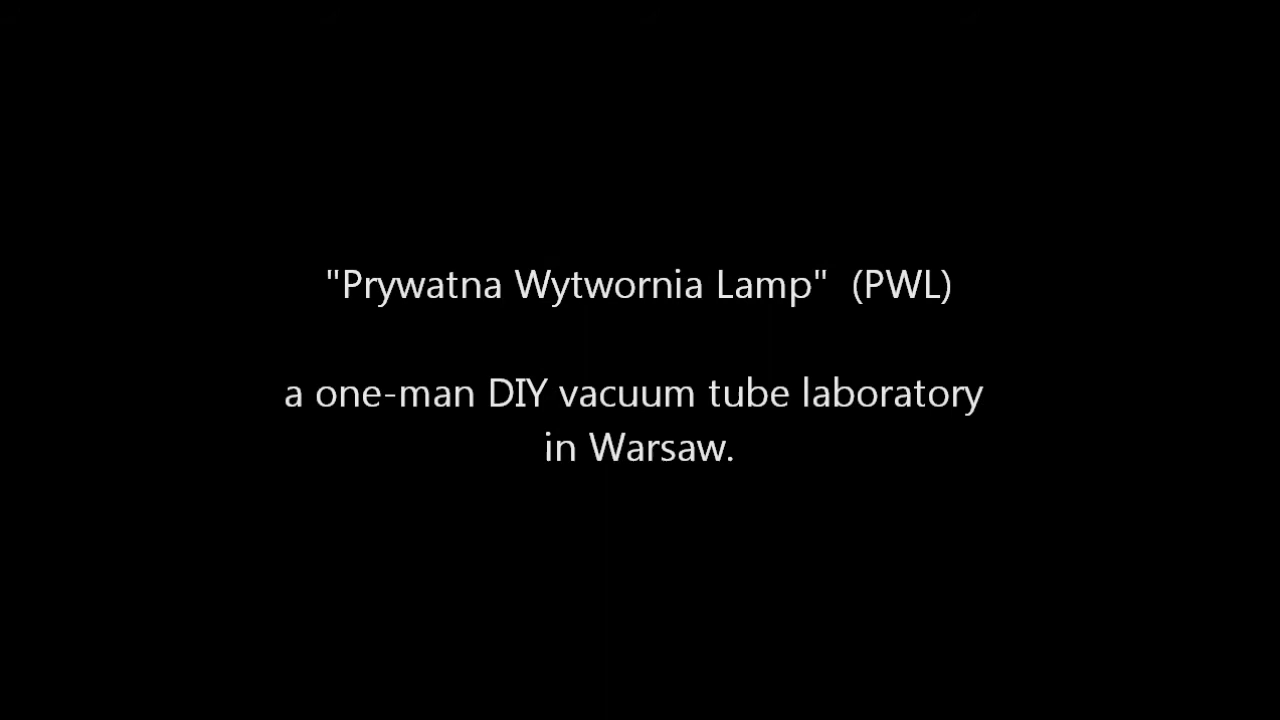 "Prywatna Wytwornia Lamp"  (PWL)
a one-man DIY vacuum tube laboratory
in Warsaw.